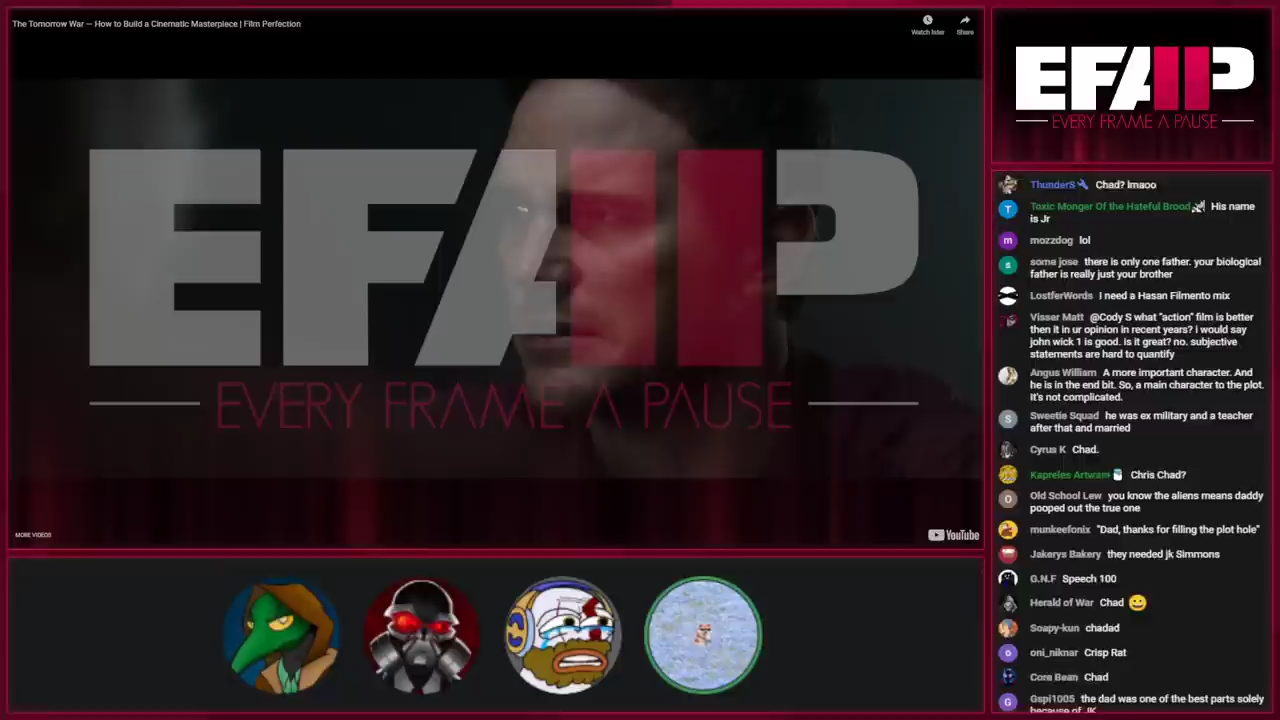 The Tomorrow War — How to Build a Cinematic Masterpiece | Film Perfection
Watch later
Share
EFAP
EVERY FRAME A PAUSE
MORE VIDEOS
YouTube
EFAP
EVERY FRAME A PAUSE
ThunderS Chad? lmaoo
Toxic Monger Of the Hateful Brood His name
is Jr
mozzdog lol
some jose there is only one father. your biological
father is really just your brother
LostferWords I need a Hasan Filmento mix
Visser Matt @Cody S what "action" film is better
then it in ur opinion in recent years? i would say
john wick 1 is good. is it great? no. subjective
statements are hard to quantify
Angus William A more important character. And
he is in the end bit. So, a main character to the plot.
It's not complicated.
Sweetie Squad he was ex military and a teacher
after that and married
Cyrus K Chad.
Kapreles Artwars Chris Chad?
Old School Lew you know the aliens means daddy
pooped out the true one
munkeefonix "Dad, thanks for filling the plot hole"
Jakerys Bakery they needed jk Simmons
G.N.F Speech 100
Herald of War Chad 😀
Soapy-kun chadad
oni_niknar Crisp Rat
Core Bean Chad
Gspi1005 the dad was one of the best parts solely
because of JK